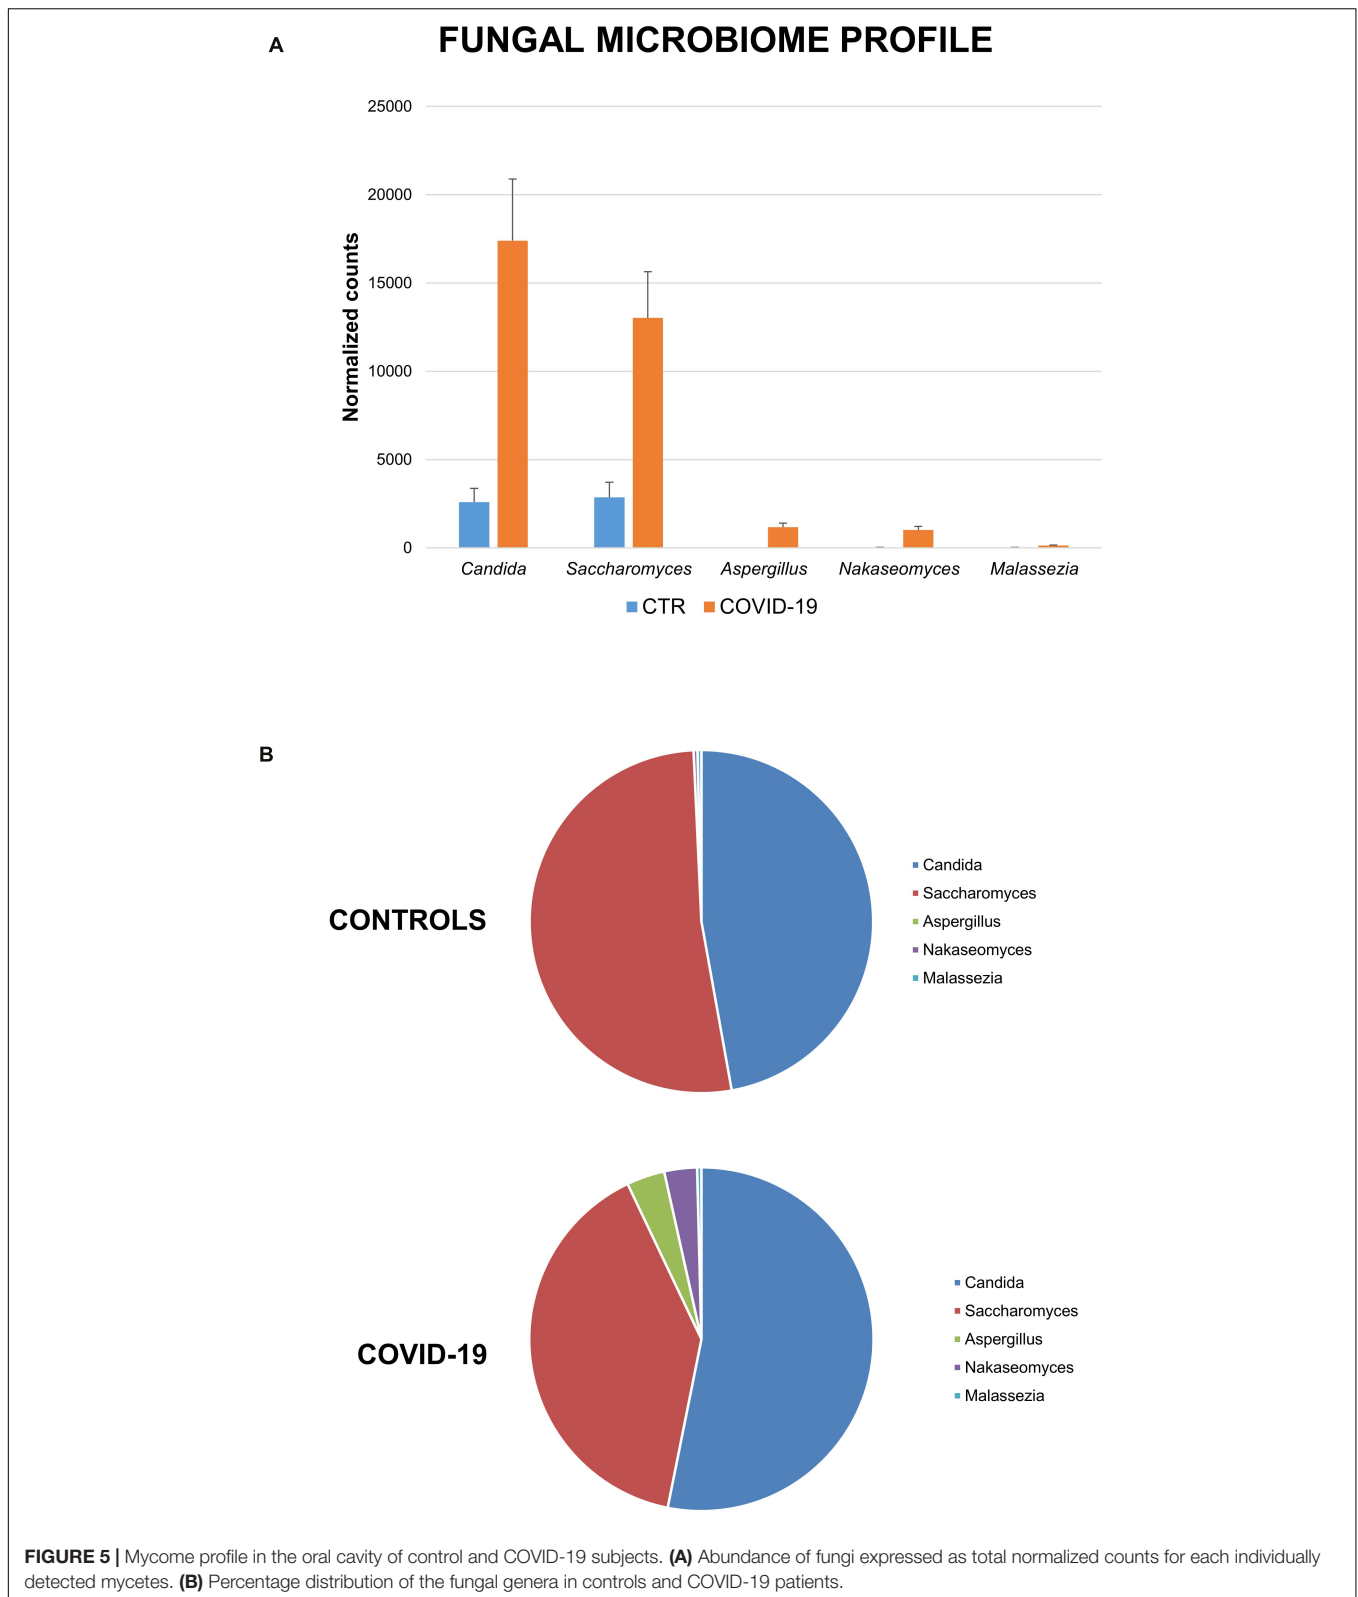 A
FUNGAL MICROBIOME PROFILE
25000
20000
15000
10000
5000
0
Normalized counts
Candida Saccharomyces Aspergillus Nakaseomyces Malassezia
CTR COVID-19
B
CONTROLS
Candida
Saccharomyces
Aspergillus
Nakaseomyces
Malassezia
COVID-19
Candida
Saccharomyces
Aspergillus
Nakaseomyces
Malassezia
FIGURE 5 | Mycome profile in the oral cavity of control and COVID-19 subjects. (A) Abundance of fungi expressed as total normalized counts for each individually
detected mycetes. (B) Percentage distribution of the fungal genera in controls and COVID-19 patients.